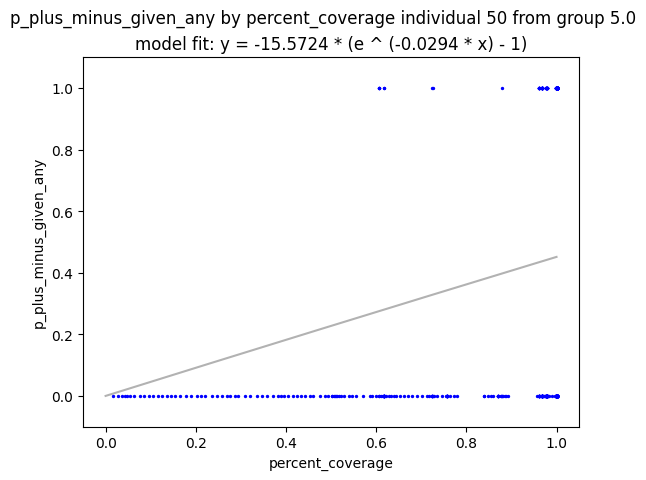 p_plus_minus_given_any by percent_coverage individual 50 from group 5.0
model fit: y = -15.5724 * (e ^ (-0.0294 * x) - 1)
1.0
0.8
0.6
0.4
0.2
0.0
p_plus_minus_given_any
0.0 0.2 0.4 0.6 0.8 1.0
percent_coverage